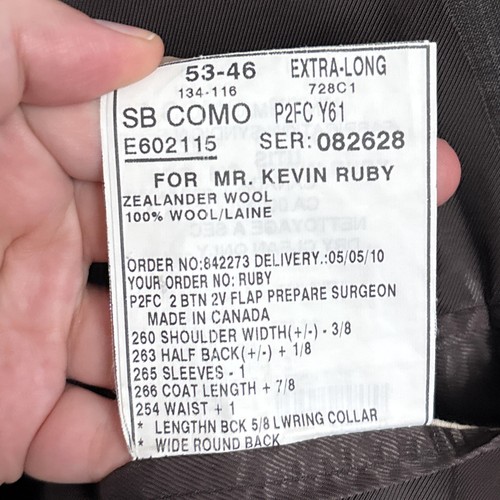 53-46 EXTRA-LONG
134-116 728C1
SB COMO P2FC Y61
E602115 SER: 082628
FOR MR. KEVIN RUBY
ZEALANDER WOOL
100% WOOL/LAINE
ORDER NO:842273 DELIVERY.:05/05/10
YOUR ORDER NO: RUBY
P2FC 2 BTN 2V FLAP PREPARE SURGEON
MADE IN CANADA
260 SHOULDER WIDTH(+/-) - 3/8
263 HALF BACK(+/-) + 1/8
265 SLEEVES - 1
266 COAT LENGTH + 7/8
254 WAIST + 1
* LENGTHN BCK 5/8 LWRING COLLAR
* WIDE ROUND BACK